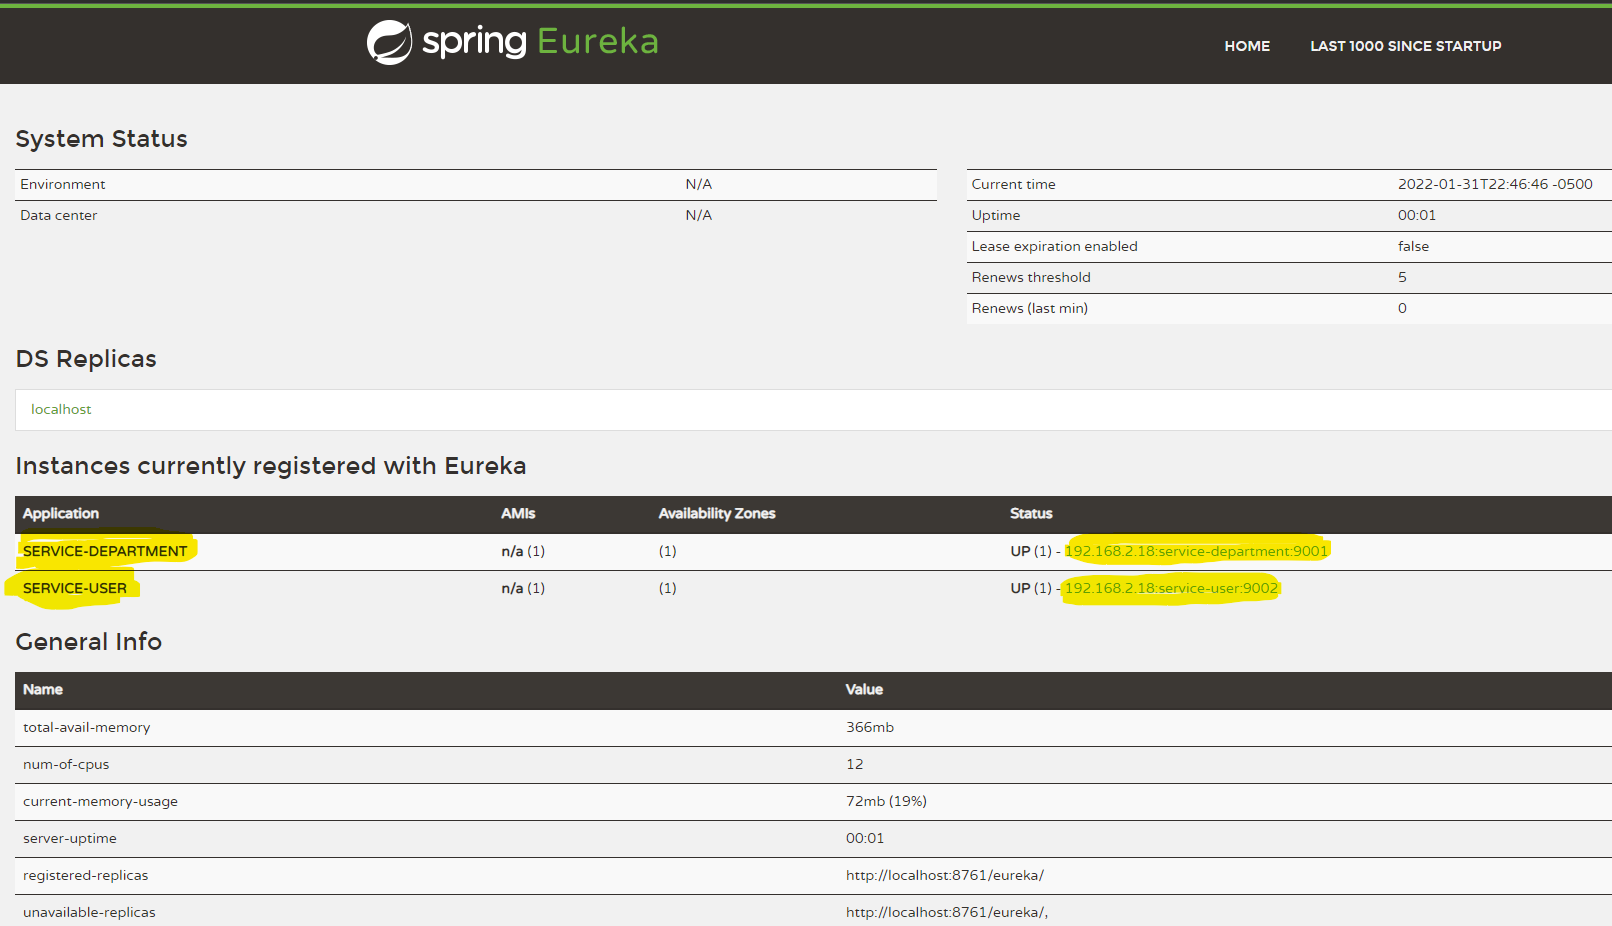 spring Eureka
HOME LAST 1000 SINCE STARTUP
System Status
Environment N/A
Data center N/A
Current time 2022-01-31T22:46:46 -0500
Uptime 00:01
Lease expiration enabled false
Renews threshold 5
Renews (last min) 0
DS Replicas
localhost
Instances currently registered with Eureka
Application AMIs Availability Zones Status
SERVICE-DEPARTMENT n/a (1) (1) UP (1) - 192.168.2.18:service-department:9001
SERVICE-USER n/a (1) (1) UP (1) - 192.168.2.18:service-user:9002
General Info
Name Value
total-avail-memory 366mb
num-of-cpus 12
current-memory-usage 72mb (19%)
server-uptime 00:01
registered-replicas http://localhost:8761/eureka/
unavailable-replicas http://localhost:8761/eureka/,